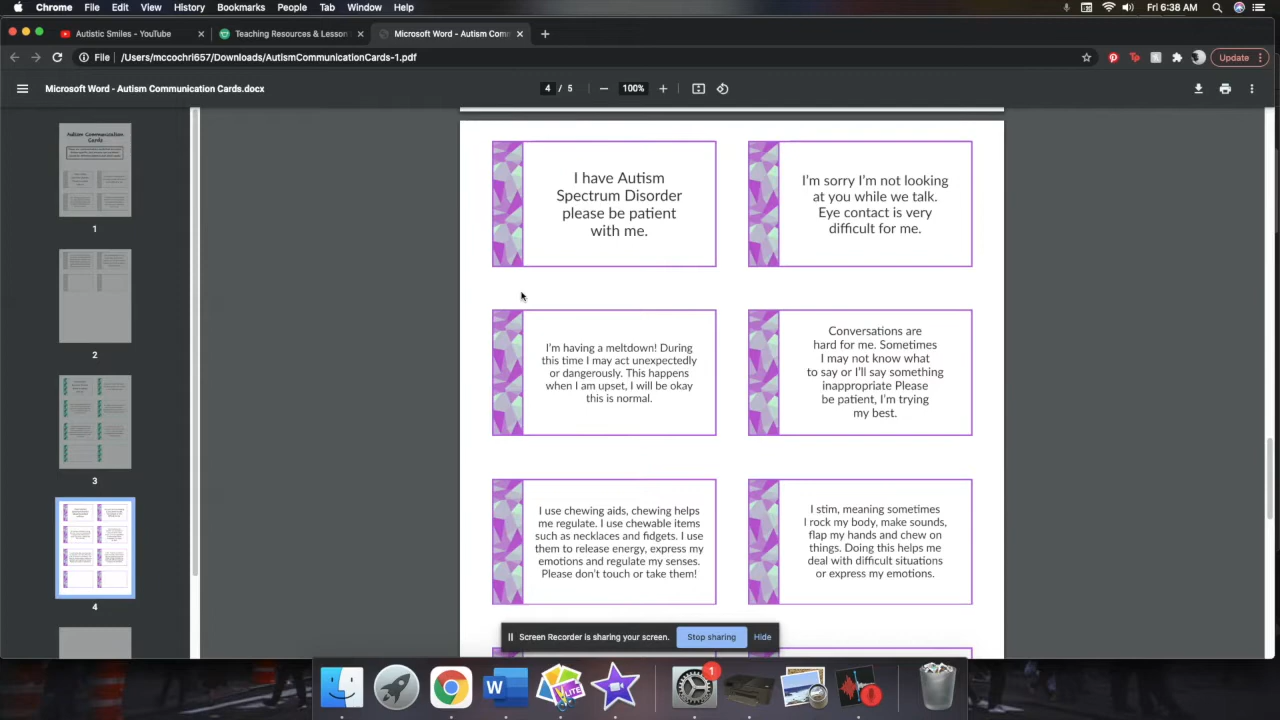 Chrome File Edit View History Bookmarks People Tab Window Help Fri 6:38 AM
Autistic Smiles - YouTube Teaching Resources & Lesson Microsoft Word - Autism Comm
File /Users/mccochri657/Downloads/AutismCommunicationCards-1.pdf Update
Microsoft Word - Autism Communication Cards.docx 4 / 5 100%
Autism Communication
Cards
1
2
3
4
I have Autism
Spectrum Disorder
please be patient
with me.
I'm sorry I'm not looking
at you while we talk.
Eye contact is very
difficult for me.
I'm having a meltdown! During
this time I may act unexpectedly
or dangerously. This happens
when I am upset, I will be okay
this is normal.
Conversations are
hard for me. Sometimes
I may not know what
to say or I'll say something
inappropriate Please
be patient, I'm trying
my best.
I use chewing aids, chewing helps
me regulate. I use chewable items
such as necklaces and fidgets. I use
them to release energy, express my
emotions and regulate my senses.
Please don't touch or take them!
I stim, meaning sometimes
I rock my body, make sounds,
flap my hands and chew on
things. Doing this helps me
deal with difficult situations
or express my emotions.
Screen Recorder is sharing your screen. Stop sharing Hide
W
LITE
1